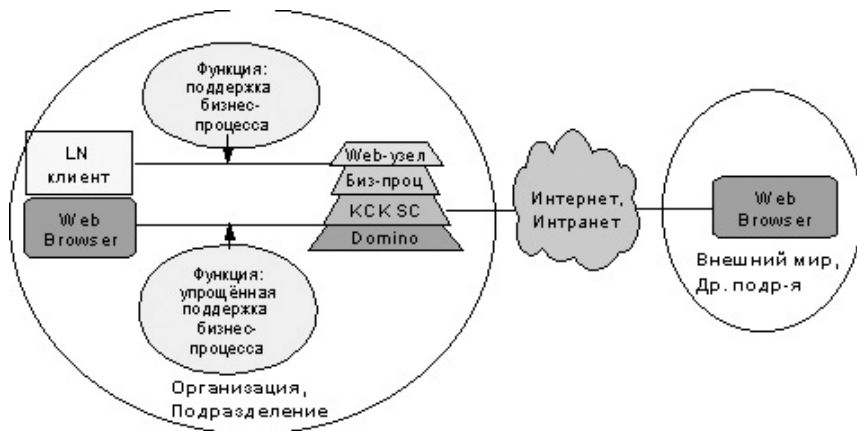 Функция:
поддержка
бизнес-
процесса
LN
клиент
Web
Browser
Web-узел
Биз-проц
КСК SC
Domino
Функция:
упрощённая
поддержка
бизнес-
процесса
Организация,
Подразделение
Интернет,
Интранет
Web
Browser
Внешний мир,
Др. подр-я